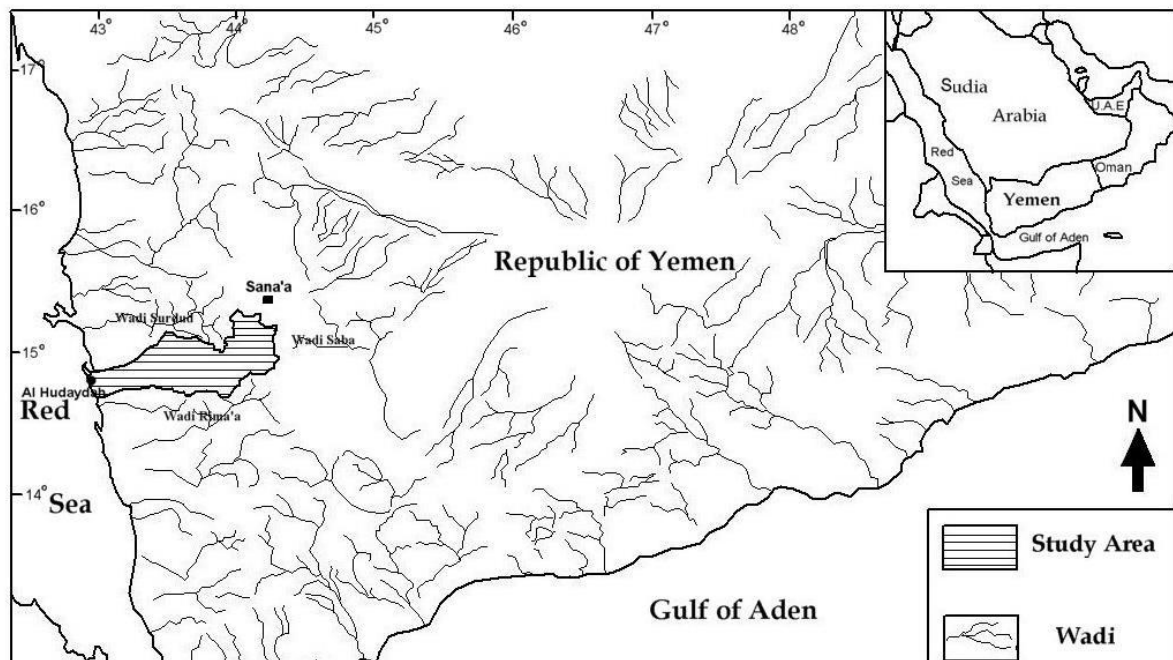 43° 44° 45° 46° 47° 48°
17°
16°
15°
14°
Sudia
Arabia
U.A.E
Red
Sea
Oman
Yemen
Gulf of Aden
Republic of Yemen
Sana'a
Wadi Surdud
Wadi Saba
Al Hudaydah
Wadi Rima'a
Red
Sea
N
Gulf of Aden
Study Area
Wadi